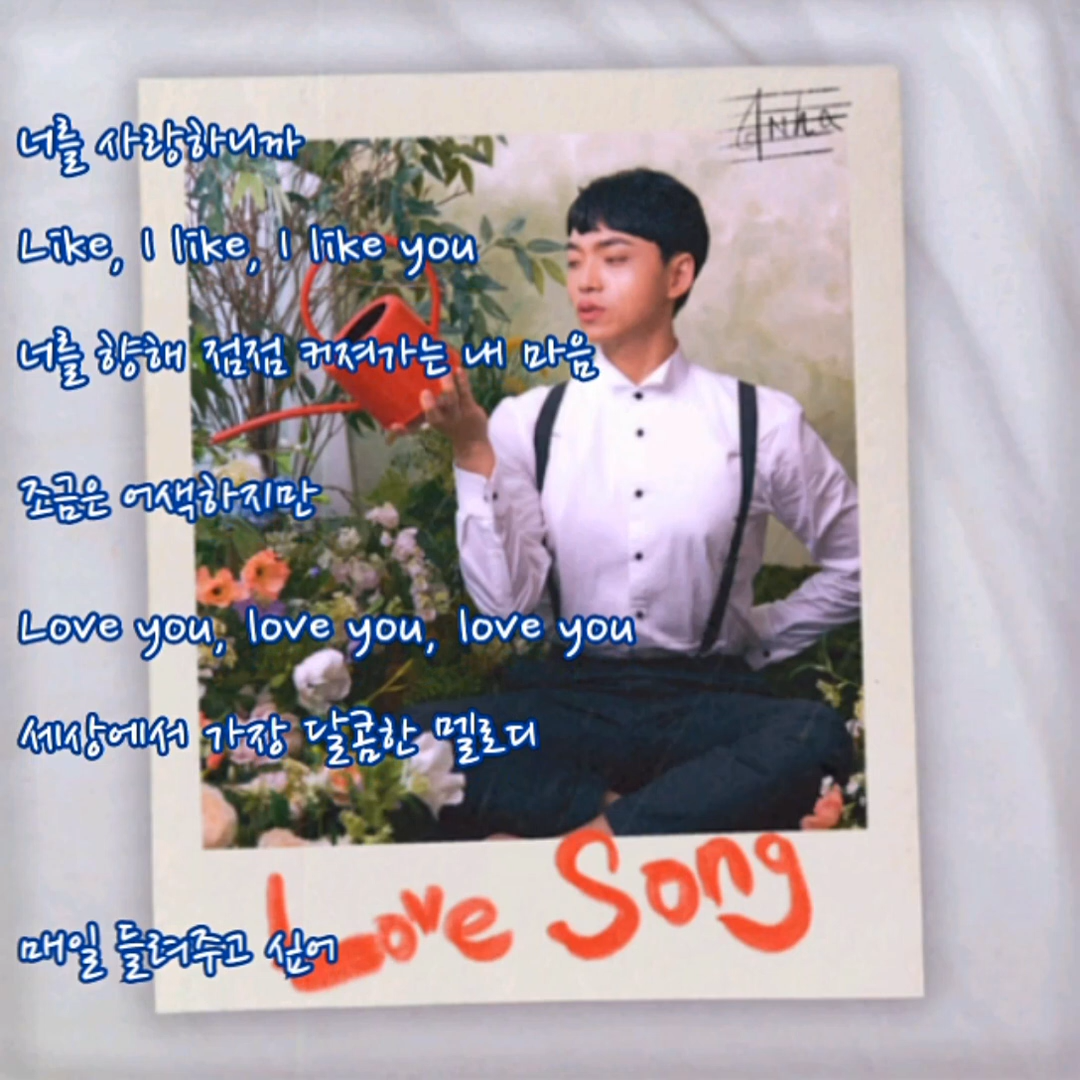 Anha
너를 사랑하니까
Like, I like, I like you
너를 향해 점점 커져가는 내 마음
조금은 어색하지만
Love you, love you, love you
세상에서 가장 달콤한 멜로디
Love Song
매일 들려주고 싶어